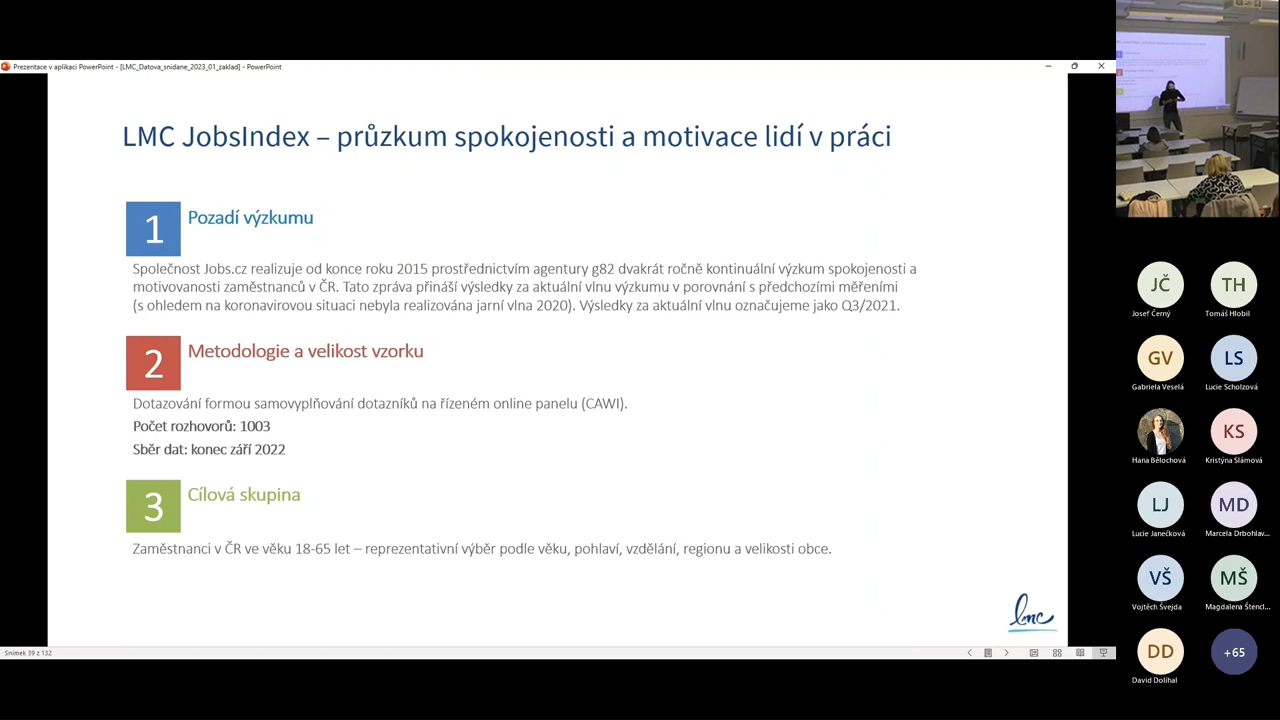 Prezentace v aplikaci PowerPoint - [LMC_Datova_snidane_2023_01_zaklad] - PowerPoint
LMC JobsIndex – průzkum spokojenosti a motivace lidí v práci
1
Pozadí výzkumu
Společnost Jobs.cz realizuje od konce roku 2015 prostřednictvím agentury g82 dvakrát ročně kontinuální výzkum spokojenosti a
motivovanosti zaměstnanců v ČR. Tato zpráva přináší výsledky za aktuální vlnu výzkumu v porovnání s předchozími měřeními
(s ohledem na koronavirovou situaci nebyla realizována jarní vlna 2020). Výsledky za aktuální vlnu označujeme jako Q3/2021.
2
Metodologie a velikost vzorku
Dotazování formou samovyplňování dotazníků na řízeném online panelu (CAWI).
Počet rozhovorů: 1003
Sběr dat: konec září 2022
3
Cílová skupina
Zaměstnanci v ČR ve věku 18-65 let – reprezentativní výběr podle věku, pohlaví, vzdělání, regionu a velikosti obce.
lmc
Snímek 39 z 132
JČ
Josef Černý
TH
Tomáš Hlobil
GV
Gabriela Veselá
LS
Lucie Scholzová
Hana Bělochová
KS
Kristýna Slámová
LJ
Lucie Janečková
MD
Marcela Drbohlav...
VŠ
Vojtěch Švejda
MŠ
Magdalena Štencl...
DD
David Dolíhal
+65